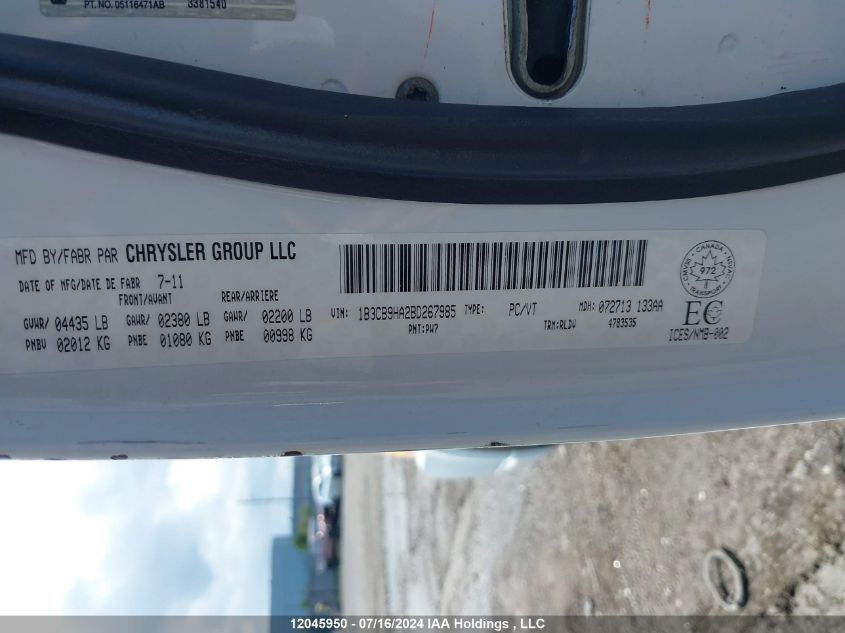 PT. NO. 05116471AB 3381540
MFD BY/FABR PAR CHRYSLER GROUP LLC
DATE OF MFG/DATE DE FABR 7-11
FRONT/AVANT REAR/ARRIERE
GVWR/ 04435 LB GAWR/ 02380 LB GAWR/ 02200 LB
PNBV 02012 KG PNBE 01080 KG PNBE 00998 KG
VIN: 1B3CB9HA2BD267985 TYPE: PC/VT MDH: 072713 133AA
PNT:PW7 TRM:RLDV 4783535
CANADA
972
TRANSPORT
EC
ICES/NMB-002
12045950 - 07/16/2024 IAA Holdings , LLC